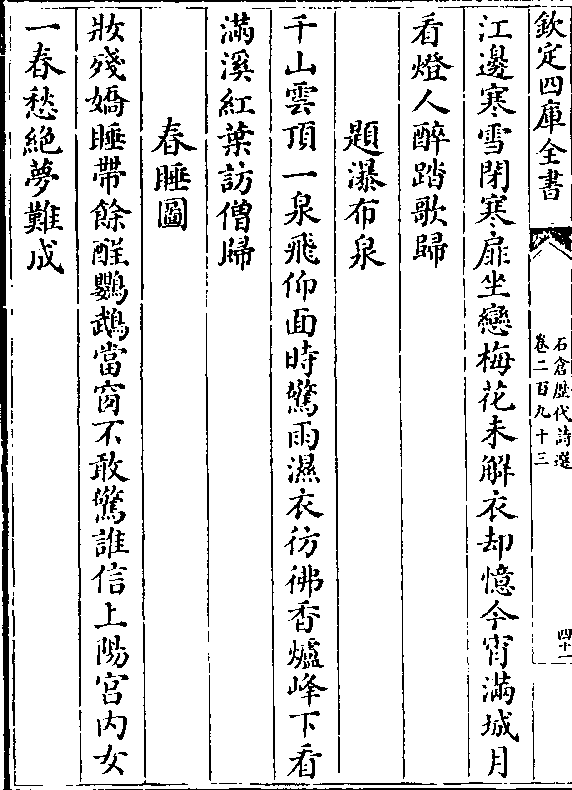 欽定四庫全書
石倉歴代詩選
卷二百九十三
四十一
江邊寒雪閉寒扉坐戀梅花未解衣却憶今宵滿城月
看燈人醉踏歌歸
題瀑布泉
千山雲頂一泉飛仰面時驚雨濕衣彷彿香爐峰下看
滿溪紅葉訪僧歸
春睡圖
妝殘嬌睡帶餘酲鸚鵡當窗不敢驚誰信上陽宮内女
一春愁絶夢難成